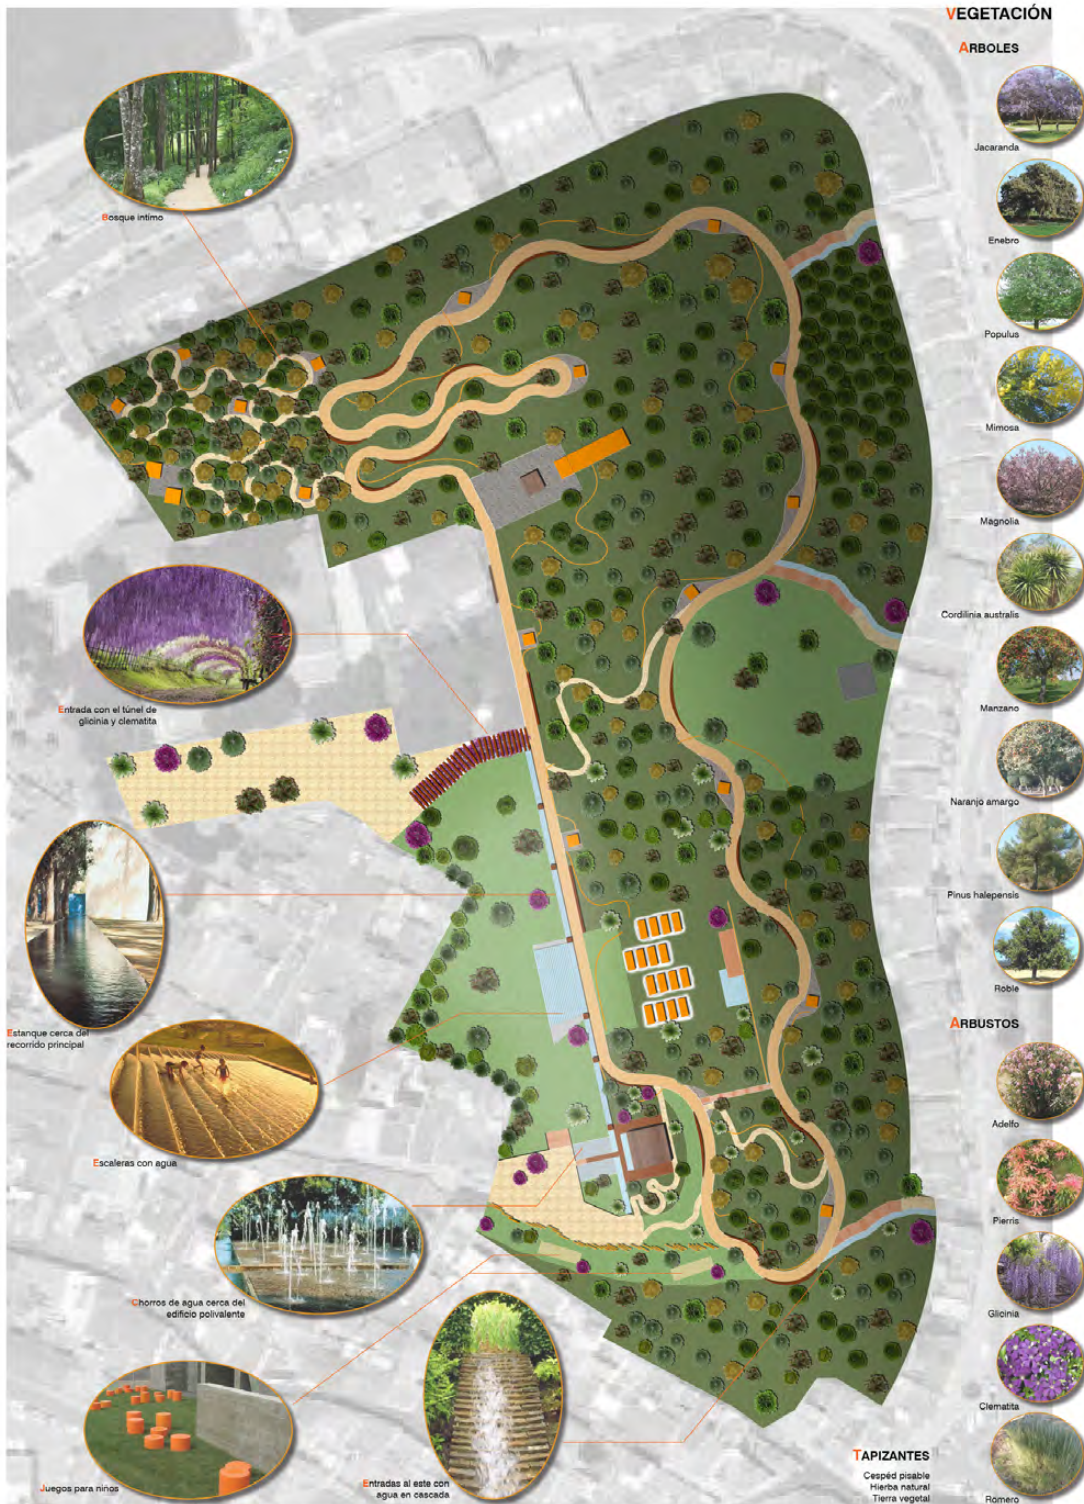 VEGETACIÓN
ARBOLES
Jacaranda
Enebro
Populus
Mimosa
Magnolia
Cordilinia australis
Manzano
Naranjo amargo
Pinus halepensis
Roble
ARBUSTOS
Adelfo
Pierris
Glicinia
Clematita
Romero
TAPIZANTES
Cespéd pisable
Hierba natural
Tierra vegetal
Bosque intimo
Entrada con el túnel de
glicinia y clematita
Estanque cerca del
recorrido principal
Escaleras con agua
Chorros de agua cerca del
edificio polivalente
Juegos para niños
Entradas al este con
agua en cascada